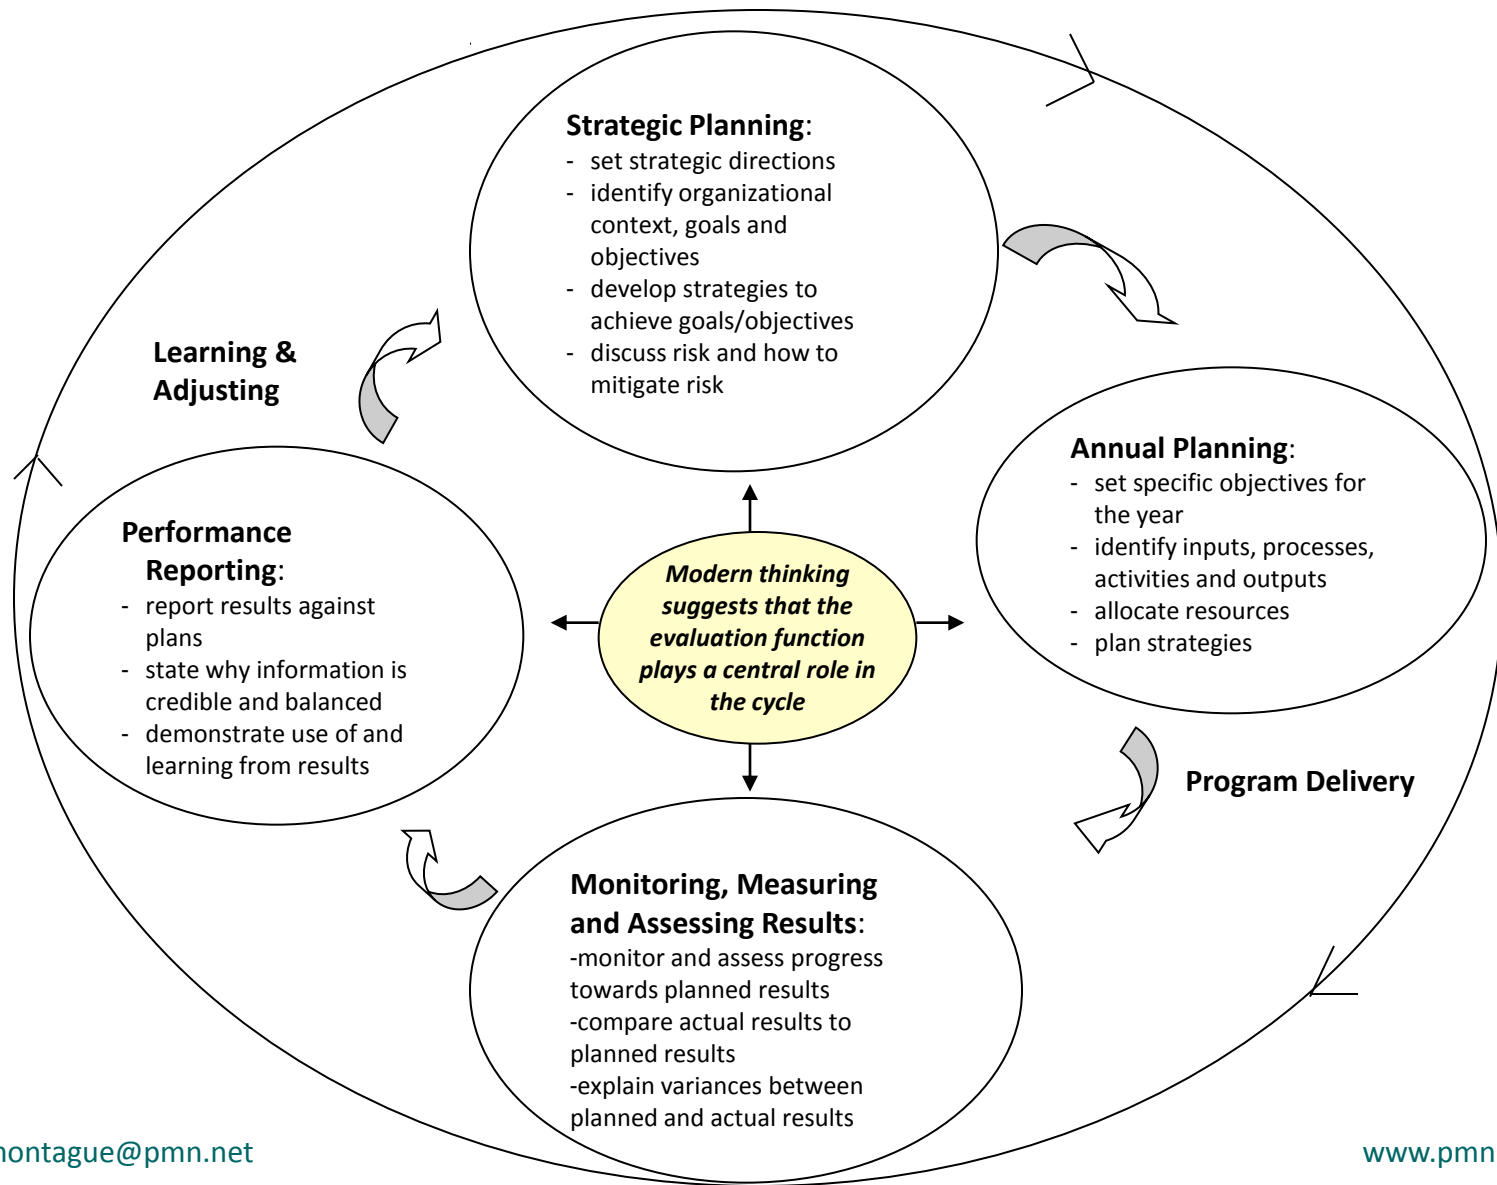 Strategic Planning:
- set strategic directions
- identify organizational
context, goals and
objectives
- develop strategies to
achieve goals/objectives
- discuss risk and how to
mitigate risk
Learning &
Adjusting
Annual Planning:
- set specific objectives for
the year
- identify inputs, processes,
activities and outputs
- allocate resources
- plan strategies
Performance
Reporting:
- report results against
plans
- state why information is
credible and balanced
- demonstrate use of and
learning from results
Modern thinking
suggests that the
evaluation function
plays a central role in
the cycle
Program Delivery
Monitoring, Measuring
and Assessing Results:
-monitor and assess progress
towards planned results
-compare actual results to
planned results
-explain variances between
planned and actual results
ontague@pmn.net
www.pmn